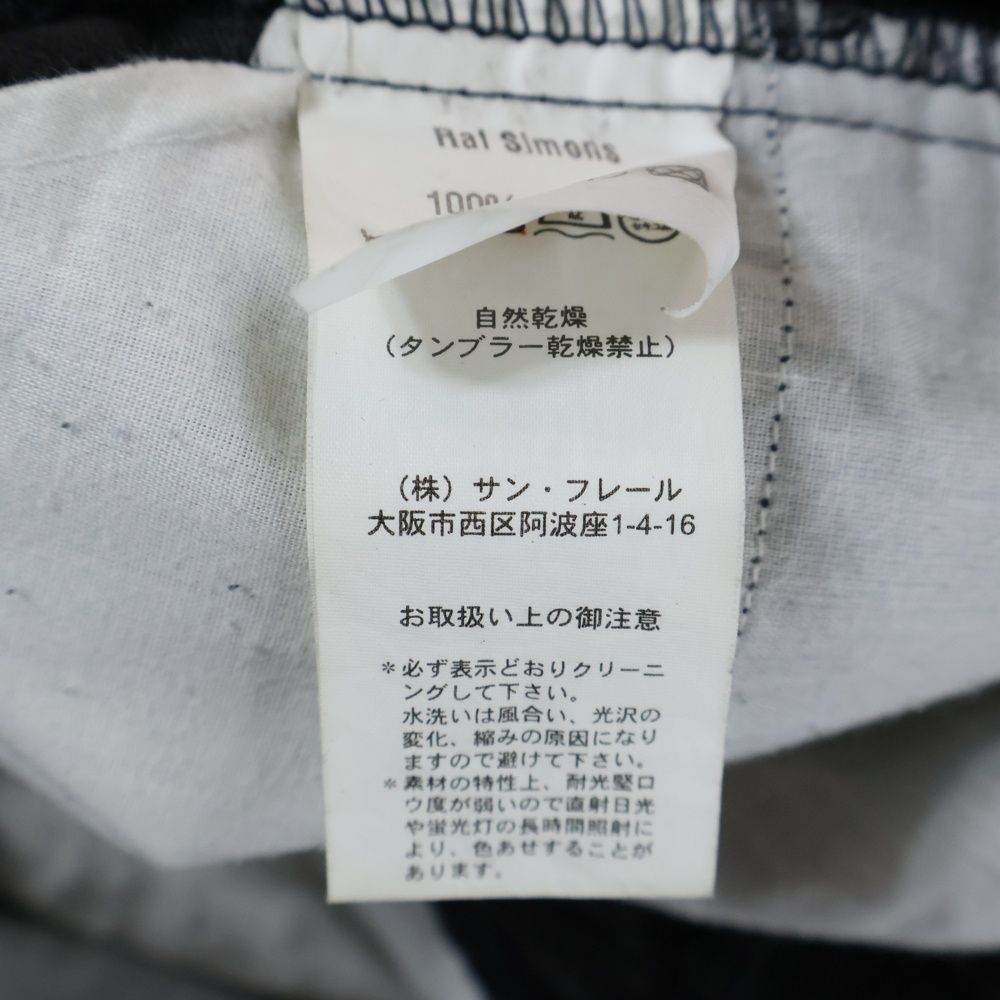 Raf Simons
100%
自然乾燥
（タンブラー乾燥禁止）
（株）サン・フレール
大阪市西区阿波座1-4-16
お取扱い上の御注意
＊必ず表示どおりクリーニ
ングして下さい。
水洗いは風合い、光沢の
変化、縮みの原因になり
ますので避けて下さい。
＊素材の特性上、耐光堅ロ
ウ度が弱いので直射日光
や蛍光灯の長時間照射に
より、色あせすることが
あります。